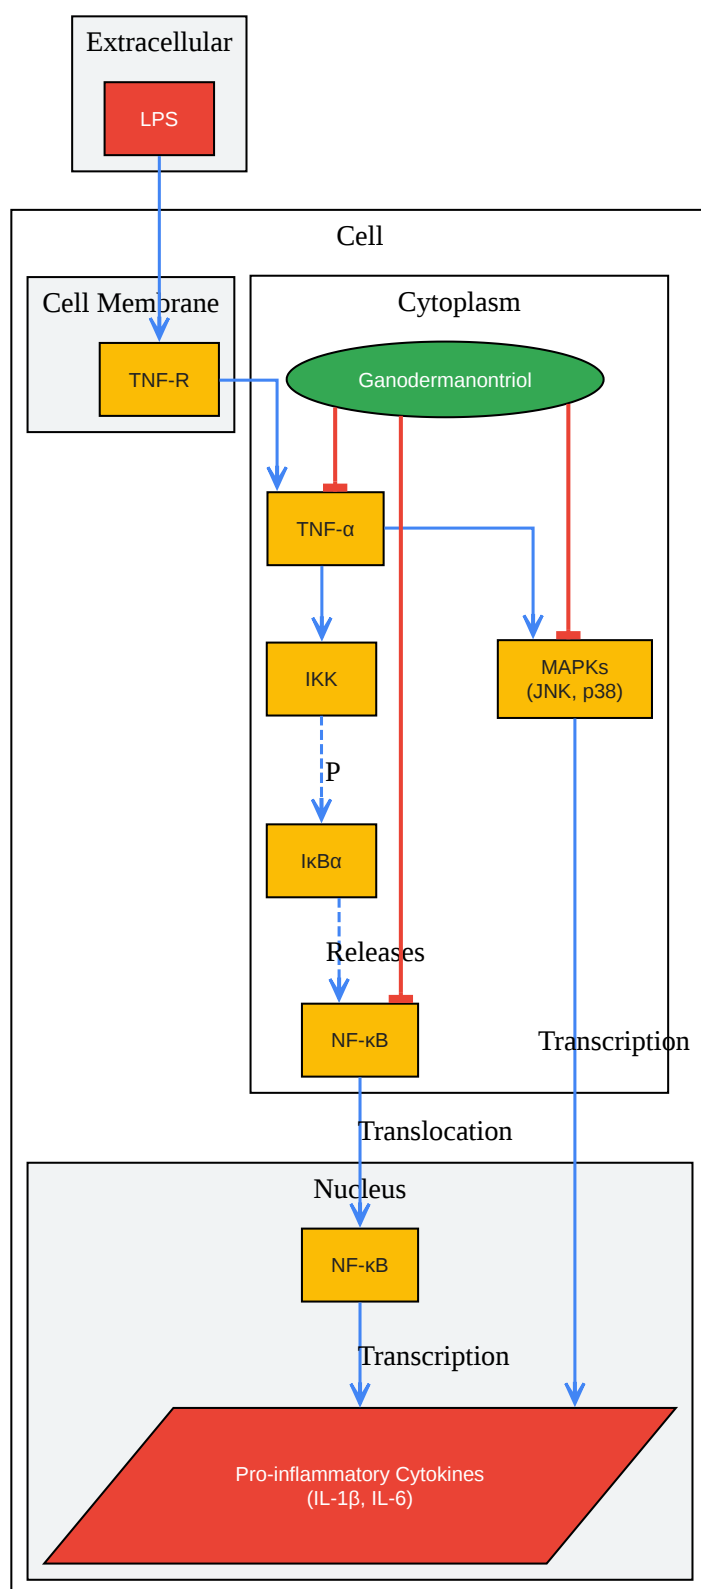 Extracellular
LPS
Cell
Cell Membrane
Cytoplasm
TNF-R
Ganodermanontriol
TNF-α
IKK
MAPKs
(JNK, p38)
P
IκBα
Releases
NF-κB
Transcription
Translocation
Nucleus
NF-κB
Transcription
Pro-inflammatory Cytokines
(IL-1β, IL-6)